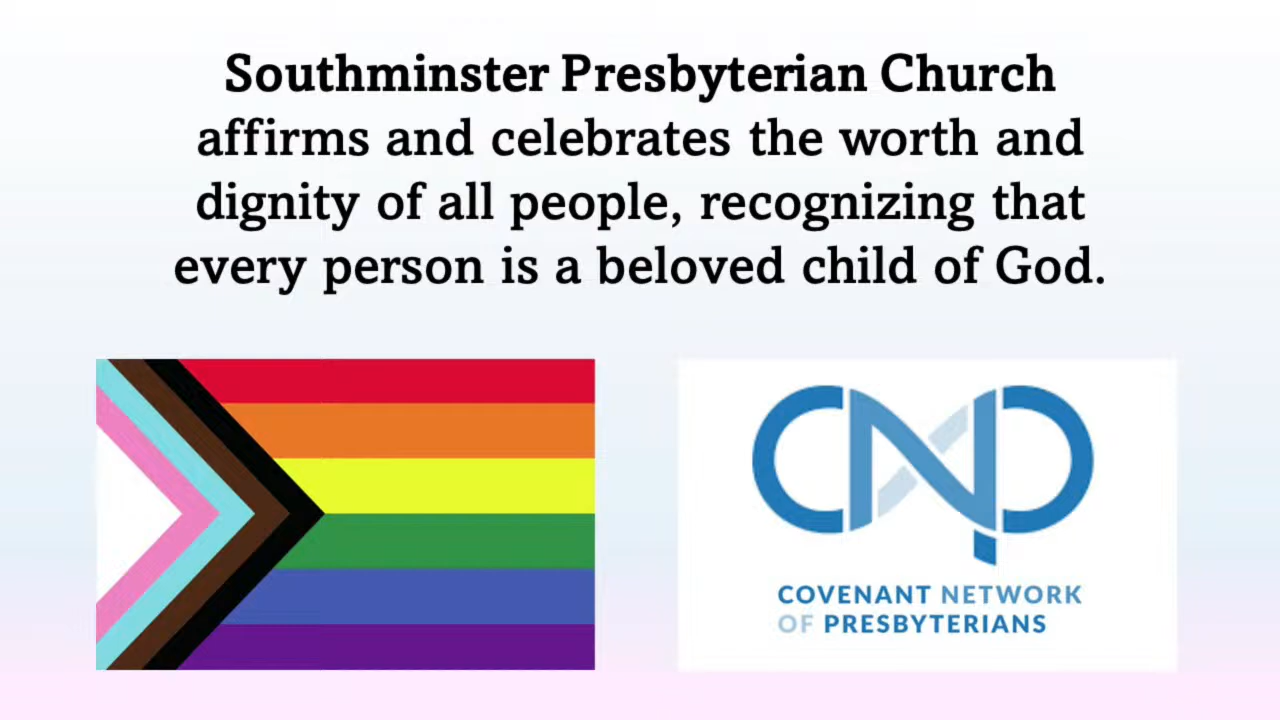 Southminster Presbyterian Church
affirms and celebrates the worth and
dignity of all people, recognizing that
every person is a beloved child of God.
CNP
COVENANT NETWORK
OF PRESBYTERIANS